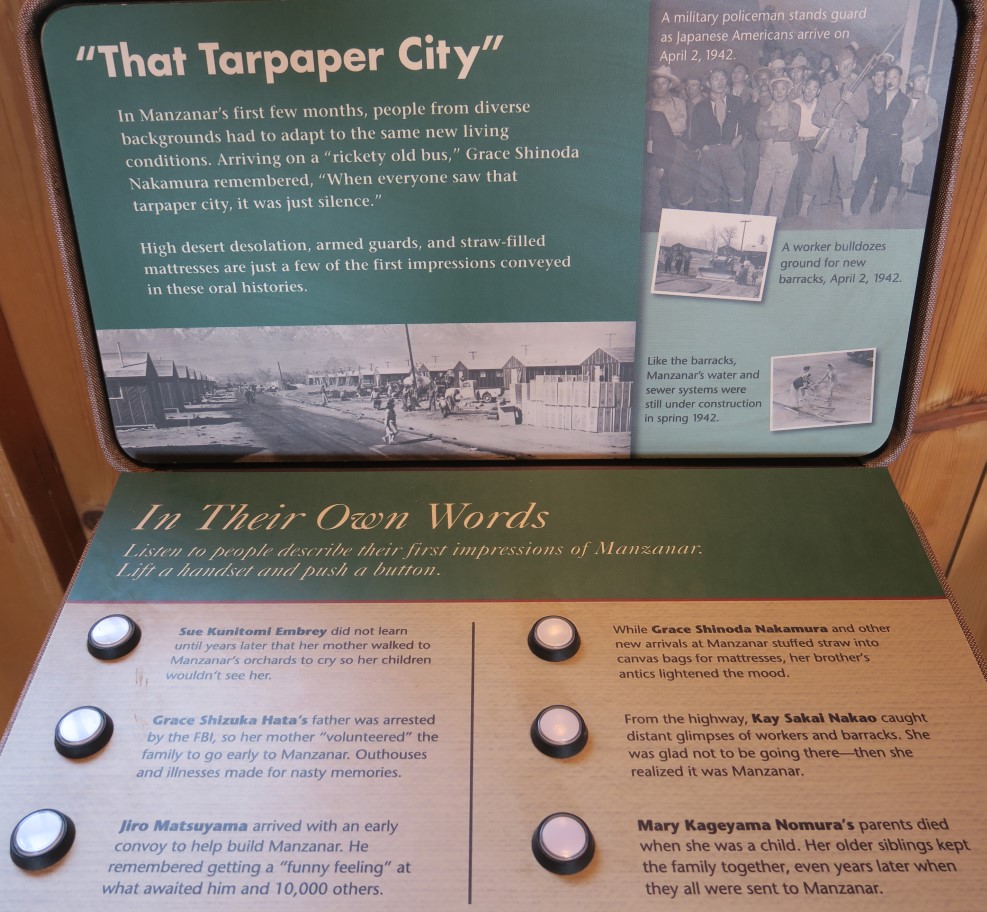 "That Tarpaper City"
In Manzanar's first few months, people from diverse
backgrounds had to adapt to the same new living
conditions. Arriving on a "rickety old bus," Grace Shinoda
Nakamura remembered, "When everyone saw that
tarpaper city, it was just silence."
High desert desolation, armed guards, and straw-filled
mattresses are just a few of the first impressions conveyed
in these oral histories.
A military policeman stands guard
as Japanese Americans arrive on
April 2, 1942.
A worker bulldozes
ground for new
barracks, April 2, 1942.
Like the barracks,
Manzanar's water and
sewer systems were
still under construction
in spring 1942.
In Their Own Words
Listen to people describe their first impressions of Manzanar.
Lift a handset and push a button.
Sue Kunitomi Embrey did not learn
until years later that her mother walked to
Manzanar's orchards to cry so her children
wouldn't see her.
Grace Shizuka Hata's father was arrested
by the FBI, so her mother "volunteered" the
family to go early to Manzanar. Outhouses
and illnesses made for nasty memories.
Jiro Matsuyama arrived with an early
convoy to help build Manzanar. He
remembered getting a "funny feeling" at
what awaited him and 10,000 others.
While Grace Shinoda Nakamura and other
new arrivals at Manzanar stuffed straw into
canvas bags for mattresses, her brother's
antics lightened the mood.
From the highway, Kay Sakai Nakao caught
distant glimpses of workers and barracks. She
was glad not to be going there—then she
realized it was Manzanar.
Mary Kageyama Nomura's parents died
when she was a child. Her older siblings kept
the family together, even years later when
they all were sent to Manzanar.